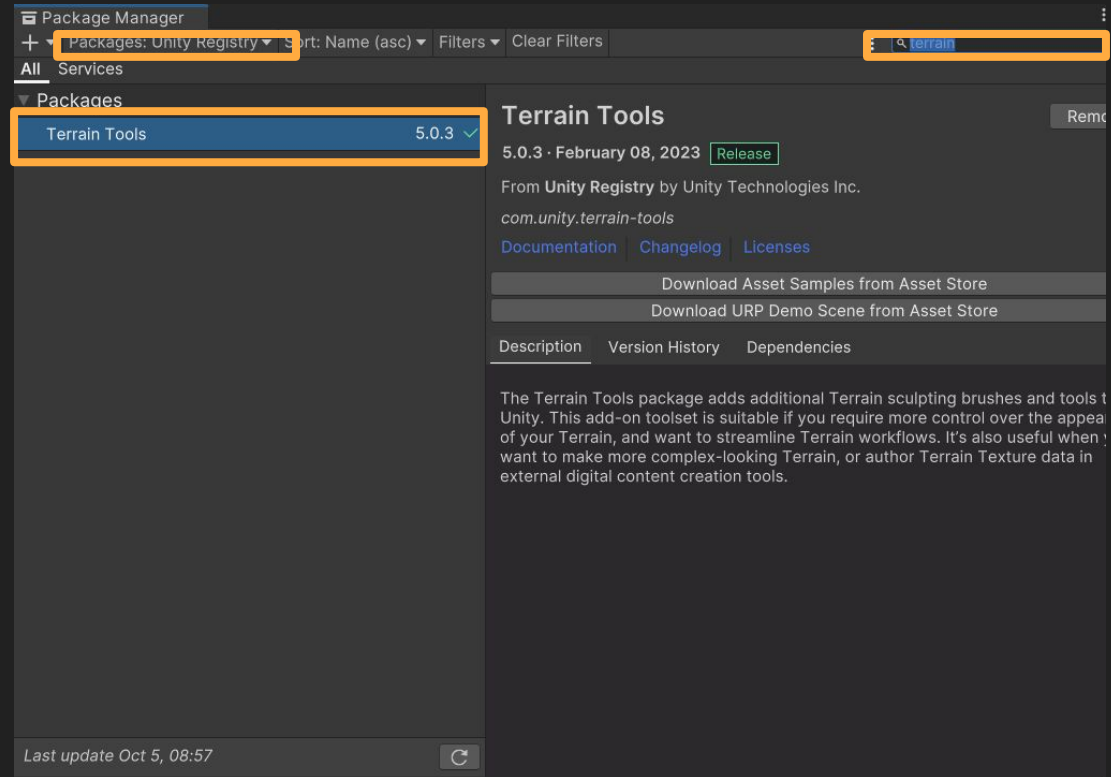 Package Manager
Packages: Unity Registry Sort: Name (asc) Filters Clear Filters terrain
All Services
Packages
Terrain Tools 5.0.3
Terrain Tools
Remo
5.0.3 · February 08, 2023 Release
From Unity Registry by Unity Technologies Inc.
com.unity.terrain-tools
Documentation Changelog Licenses
Download Asset Samples from Asset Store
Download URP Demo Scene from Asset Store
Description Version History Dependencies
The Terrain Tools package adds additional Terrain sculpting brushes and tools t
Unity. This add-on toolset is suitable if you require more control over the appea
of your Terrain, and want to streamline Terrain workflows. It's also useful when
want to make more complex-looking Terrain, or author Terrain Texture data in
external digital content creation tools.
Last update Oct 5, 08:57